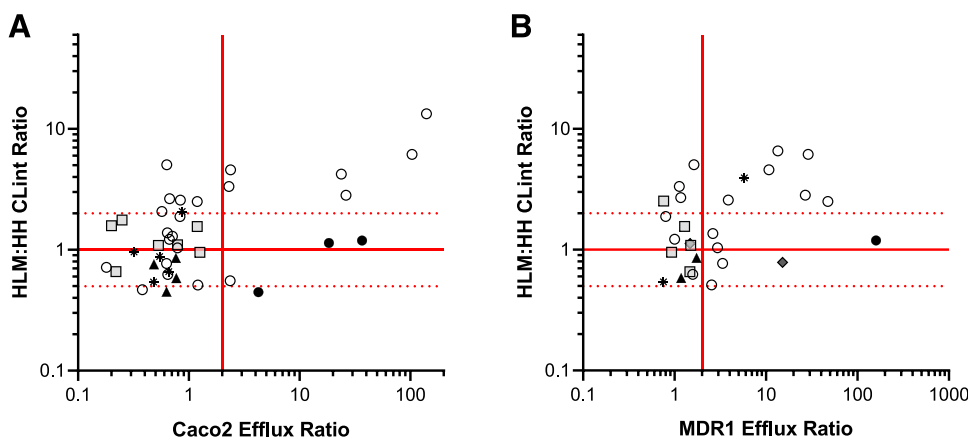 A
HLM:HH CLint Ratio
10
1
0.1
0.1 1 10 100
Caco2 Efflux Ratio
B
HLM:HH CLint Ratio
10
1
0.1
0.1 1 10 100 1000
MDR1 Efflux Ratio